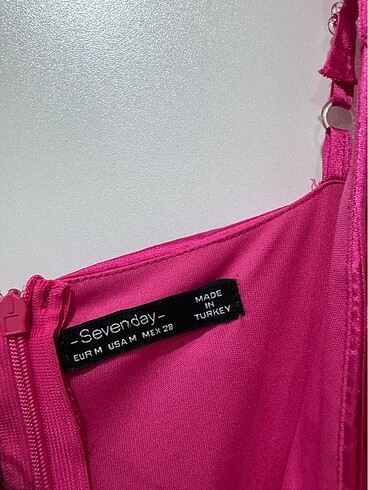 -Sevenday-
EUR M USA M MEX 28
MADE
IN
TURKEY